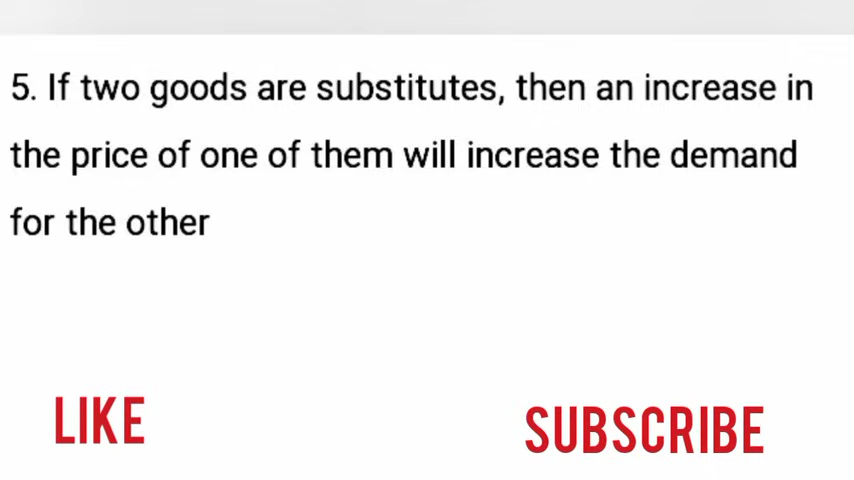 5. If two goods are substitutes, then an increase in
the price of one of them will increase the demand
for the other
LIKE
SUBSCRIBE